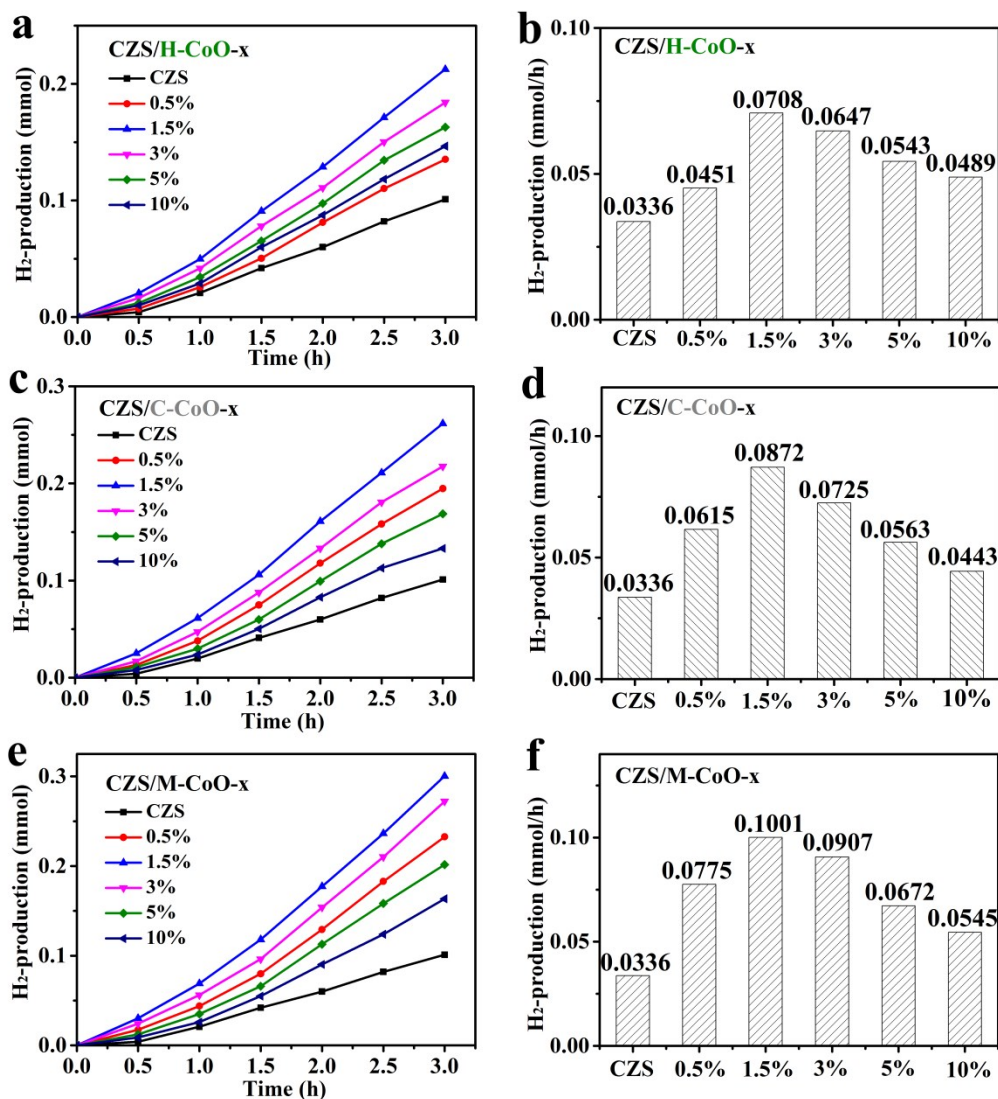 a
CZS/H-CoO-x
CZS
0.5%
1.5%
3%
5%
10%
H2-production (mmol)
0.2
0.1
0.0
0.0 0.5 1.0 1.5 2.0 2.5 3.0
Time (h)
b
CZS/H-CoO-x
H2-production (mmol/h)
0.10
0.05
0.00
0.0336
0.0451
0.0708
0.0647
0.0543
0.0489
CZS 0.5% 1.5% 3% 5% 10%
c
CZS/C-CoO-x
CZS
0.5%
1.5%
3%
5%
10%
H2-production (mmol)
0.3
0.2
0.1
0.0
0.0 0.5 1.0 1.5 2.0 2.5 3.0
Time (h)
d
CZS/C-CoO-x
H2-production (mmol/h)
0.10
0.05
0.00
0.0336
0.0615
0.0872
0.0725
0.0563
0.0443
CZS 0.5% 1.5% 3% 5% 10%
e
CZS/M-CoO-x
CZS
0.5%
1.5%
3%
5%
10%
H2-production (mmol)
0.3
0.2
0.1
0.0
0.0 0.5 1.0 1.5 2.0 2.5 3.0
Time (h)
f
CZS/M-CoO-x
H2-production (mmol/h)
0.10
0.05
0.00
0.0336
0.0775
0.1001
0.0907
0.0672
0.0545
CZS 0.5% 1.5% 3% 5% 10%